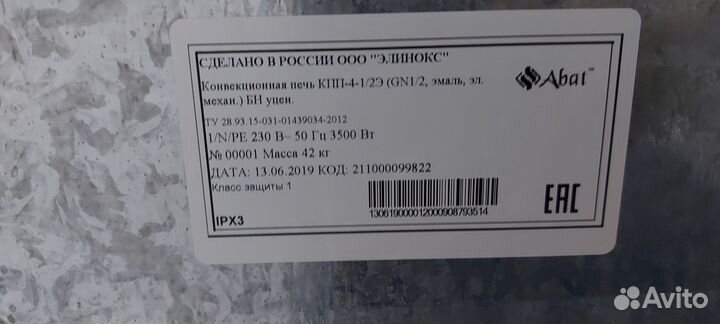 СДЕЛАНО В РОССИИ ООО "ЭЛИНОКС"
Abat™
Конвекционная печь КПП-4-1/2Э (GN1/2, эмаль, эл.
механ.) БН уцен.
ТУ 28.93.15-031-01439034-2012
1/N/PE 230 В~ 50 Гц 3500 Вт
№ 00001 Масса 42 кг
ДАТА: 13.06.2019 КОД: 211000099822
Класс защиты 1
1306190000012000908793514
IPX3
EAC
Avito